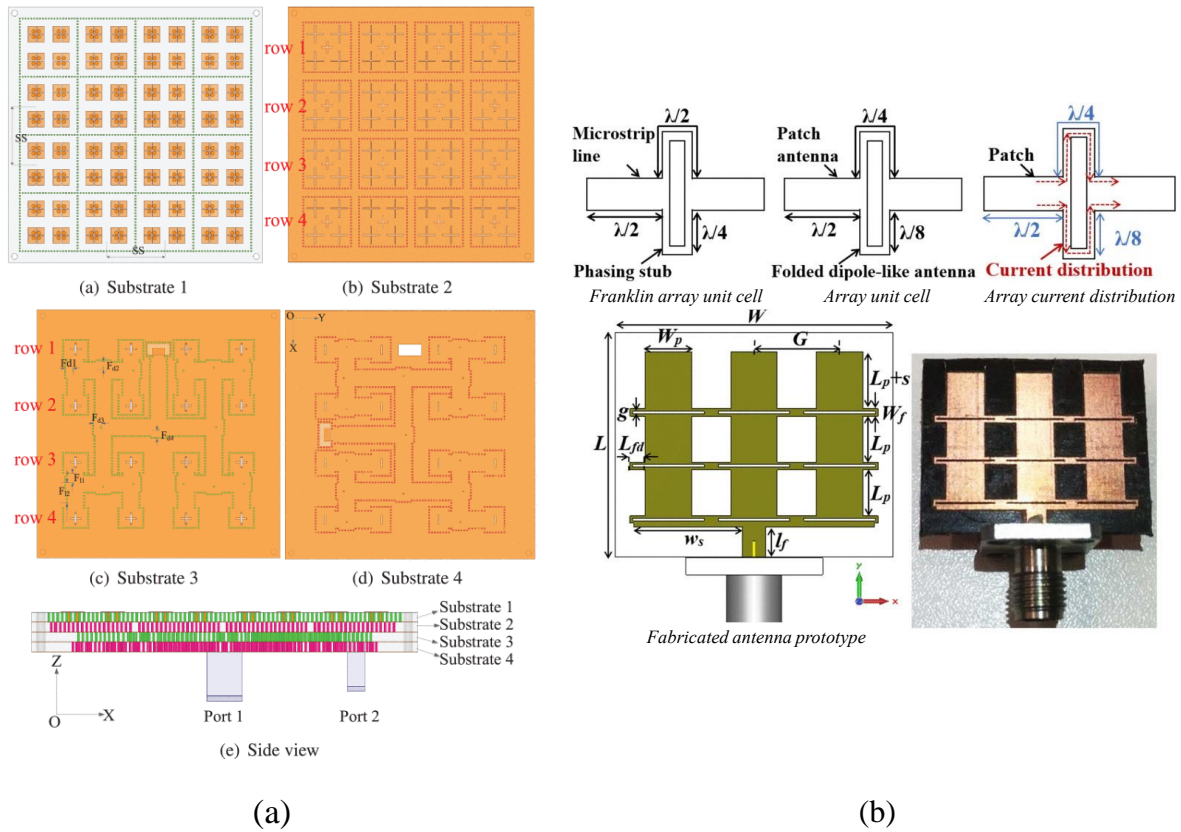 row 1
row 2
row 3
row 4
SS
SS
(a) Substrate 1
(b) Substrate 2
row 1
row 2
row 3
row 4
Fd1
Fd2
Fd3
Fd4
Fl1
Fl2
O
Y
X
(c) Substrate 3
(d) Substrate 4
Substrate 1
Substrate 2
Substrate 3
Substrate 4
Z
O
X
Port 1
Port 2
(e) Side view
(a)
λ/2
Microstrip
line
λ/2
λ/4
Phasing stub
Franklin array unit cell
λ/4
Patch
antenna
λ/2
λ/8
Folded dipole-like antenna
Array unit cell
λ/4
Patch
λ/2
λ/8
Current distribution
Array current distribution
W
Wp
G
Lp+s
g
Wf
L
Lfd
Lp
Lp
ws
lf
y
z
x
Fabricated antenna prototype
(b)